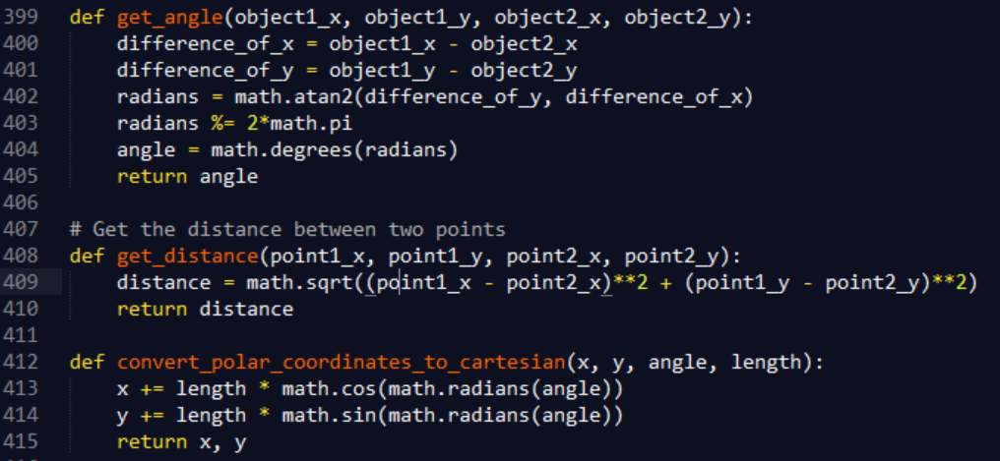 399 def get_angle(object1_x, object1_y, object2_x, object2_y):
400     difference_of_x = object1_x - object2_x
401     difference_of_y = object1_y - object2_y
402     radians = math.atan2(difference_of_y, difference_of_x)
403     radians %= 2*math.pi
404     angle = math.degrees(radians)
405     return angle
406
407 # Get the distance between two points
408 def get_distance(point1_x, point1_y, point2_x, point2_y):
409     distance = math.sqrt((point1_x - point2_x)**2 + (point1_y - point2_y)**2)
410     return distance
411
412 def convert_polar_coordinates_to_cartesian(x, y, angle, length):
413     x += length * math.cos(math.radians(angle))
414     y += length * math.sin(math.radians(angle))
415     return x, y